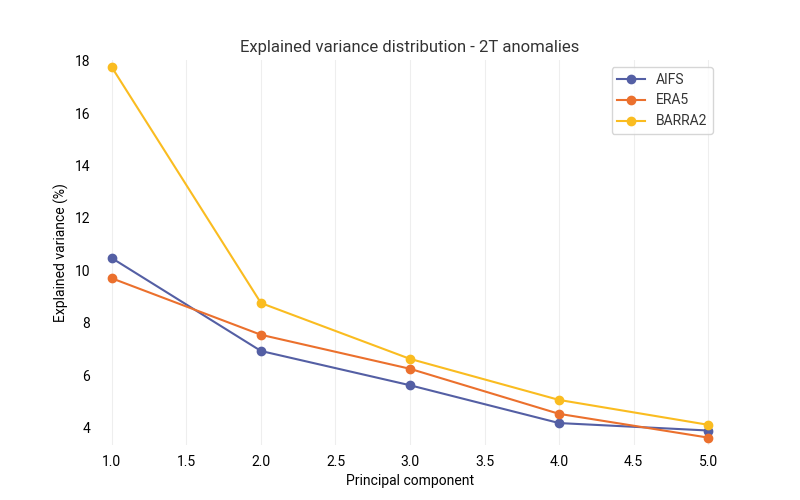 Explained variance distribution - 2T anomalies
AIFS
ERA5
BARRA2
Explained variance (%)
18
16
14
12
10
8
6
4
1.0 1.5 2.0 2.5 3.0 3.5 4.0 4.5 5.0
Principal component